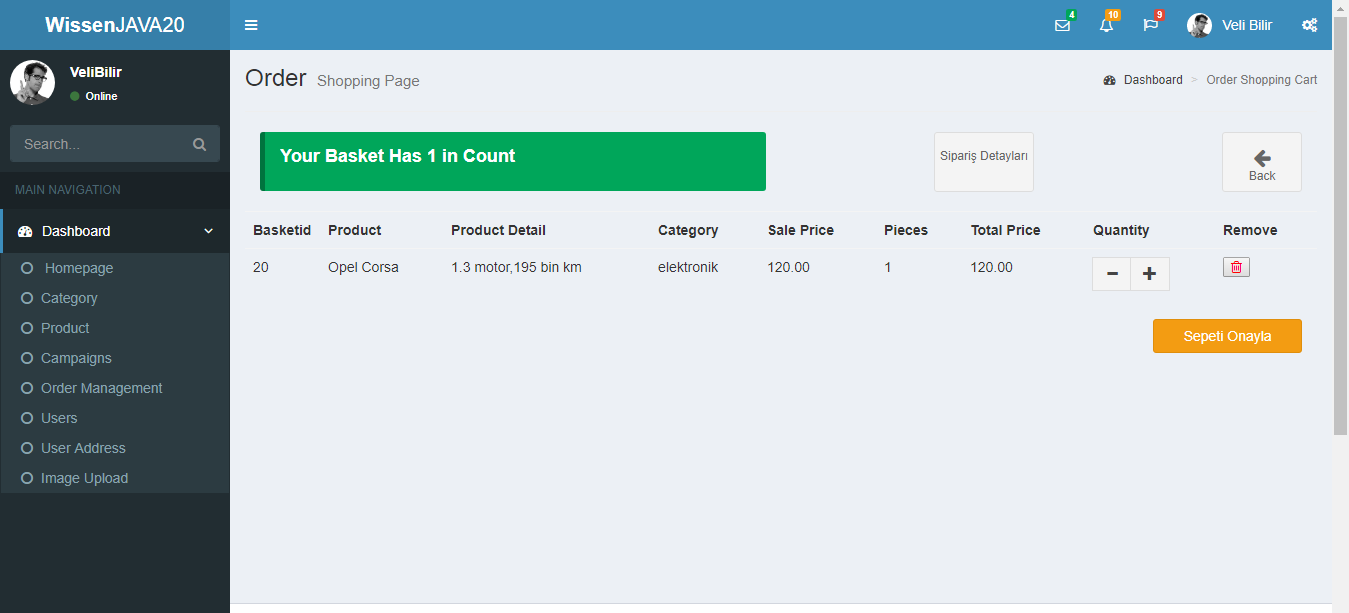 WissenJAVA20
4
10
9
Veli Bilir
VeliBilir
Online
Search...
MAIN NAVIGATION
Dashboard
Homepage
Category
Product
Campaigns
Order Management
Users
User Address
Image Upload
Order Shopping Page
Dashboard > Order Shopping Cart
Your Basket Has 1 in Count
Sipariş Detayları
Back
Basketid Product Product Detail Category Sale Price Pieces Total Price Quantity Remove
20 Opel Corsa 1.3 motor,195 bin km elektronik 120.00 1 120.00
Sepeti Onayla